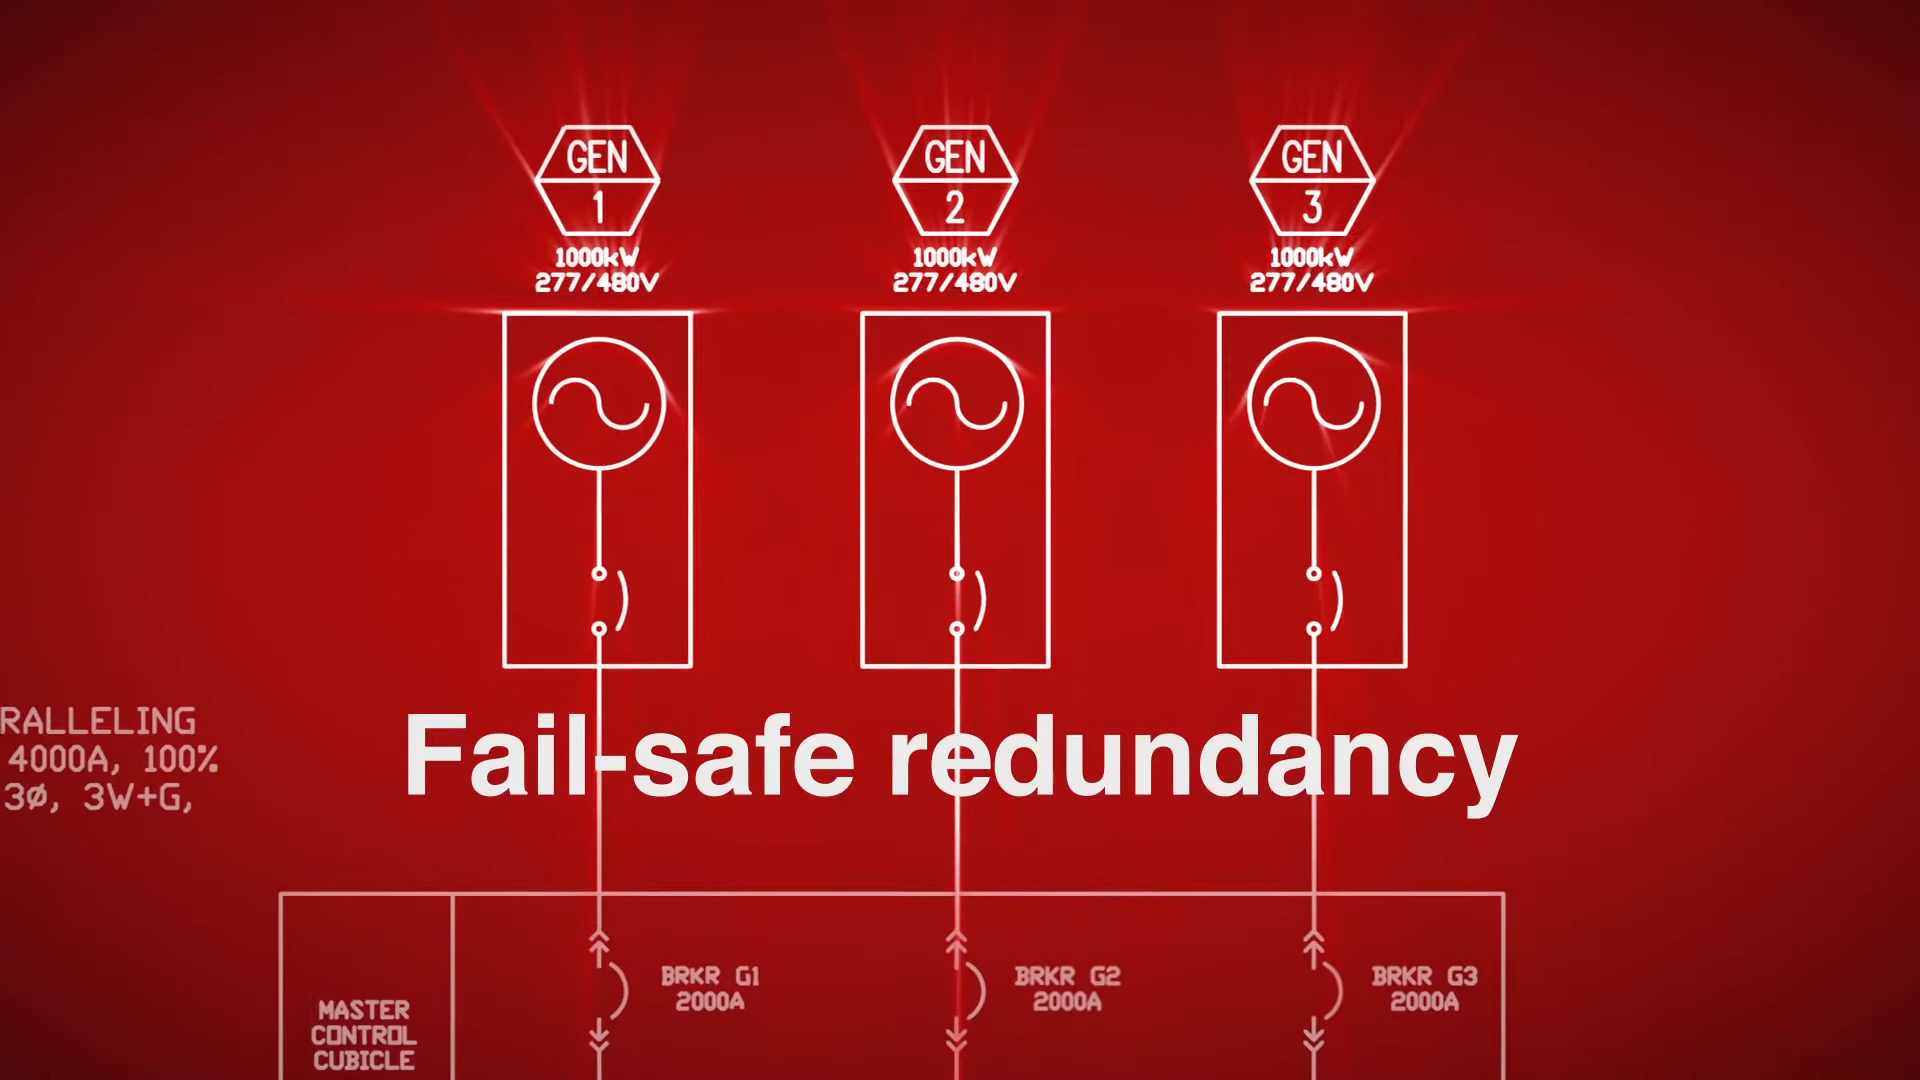 GEN
1
1000kW
277/480V
GEN
2
1000kW
277/480V
GEN
3
1000kW
277/480V
RALLELING
4000A, 100%
3Ø, 3W+G,
Fail-safe redundancy
MASTER
CONTROL
CUBICLE
BRKR G1
2000A
BRKR G2
2000A
BRKR G3
2000A